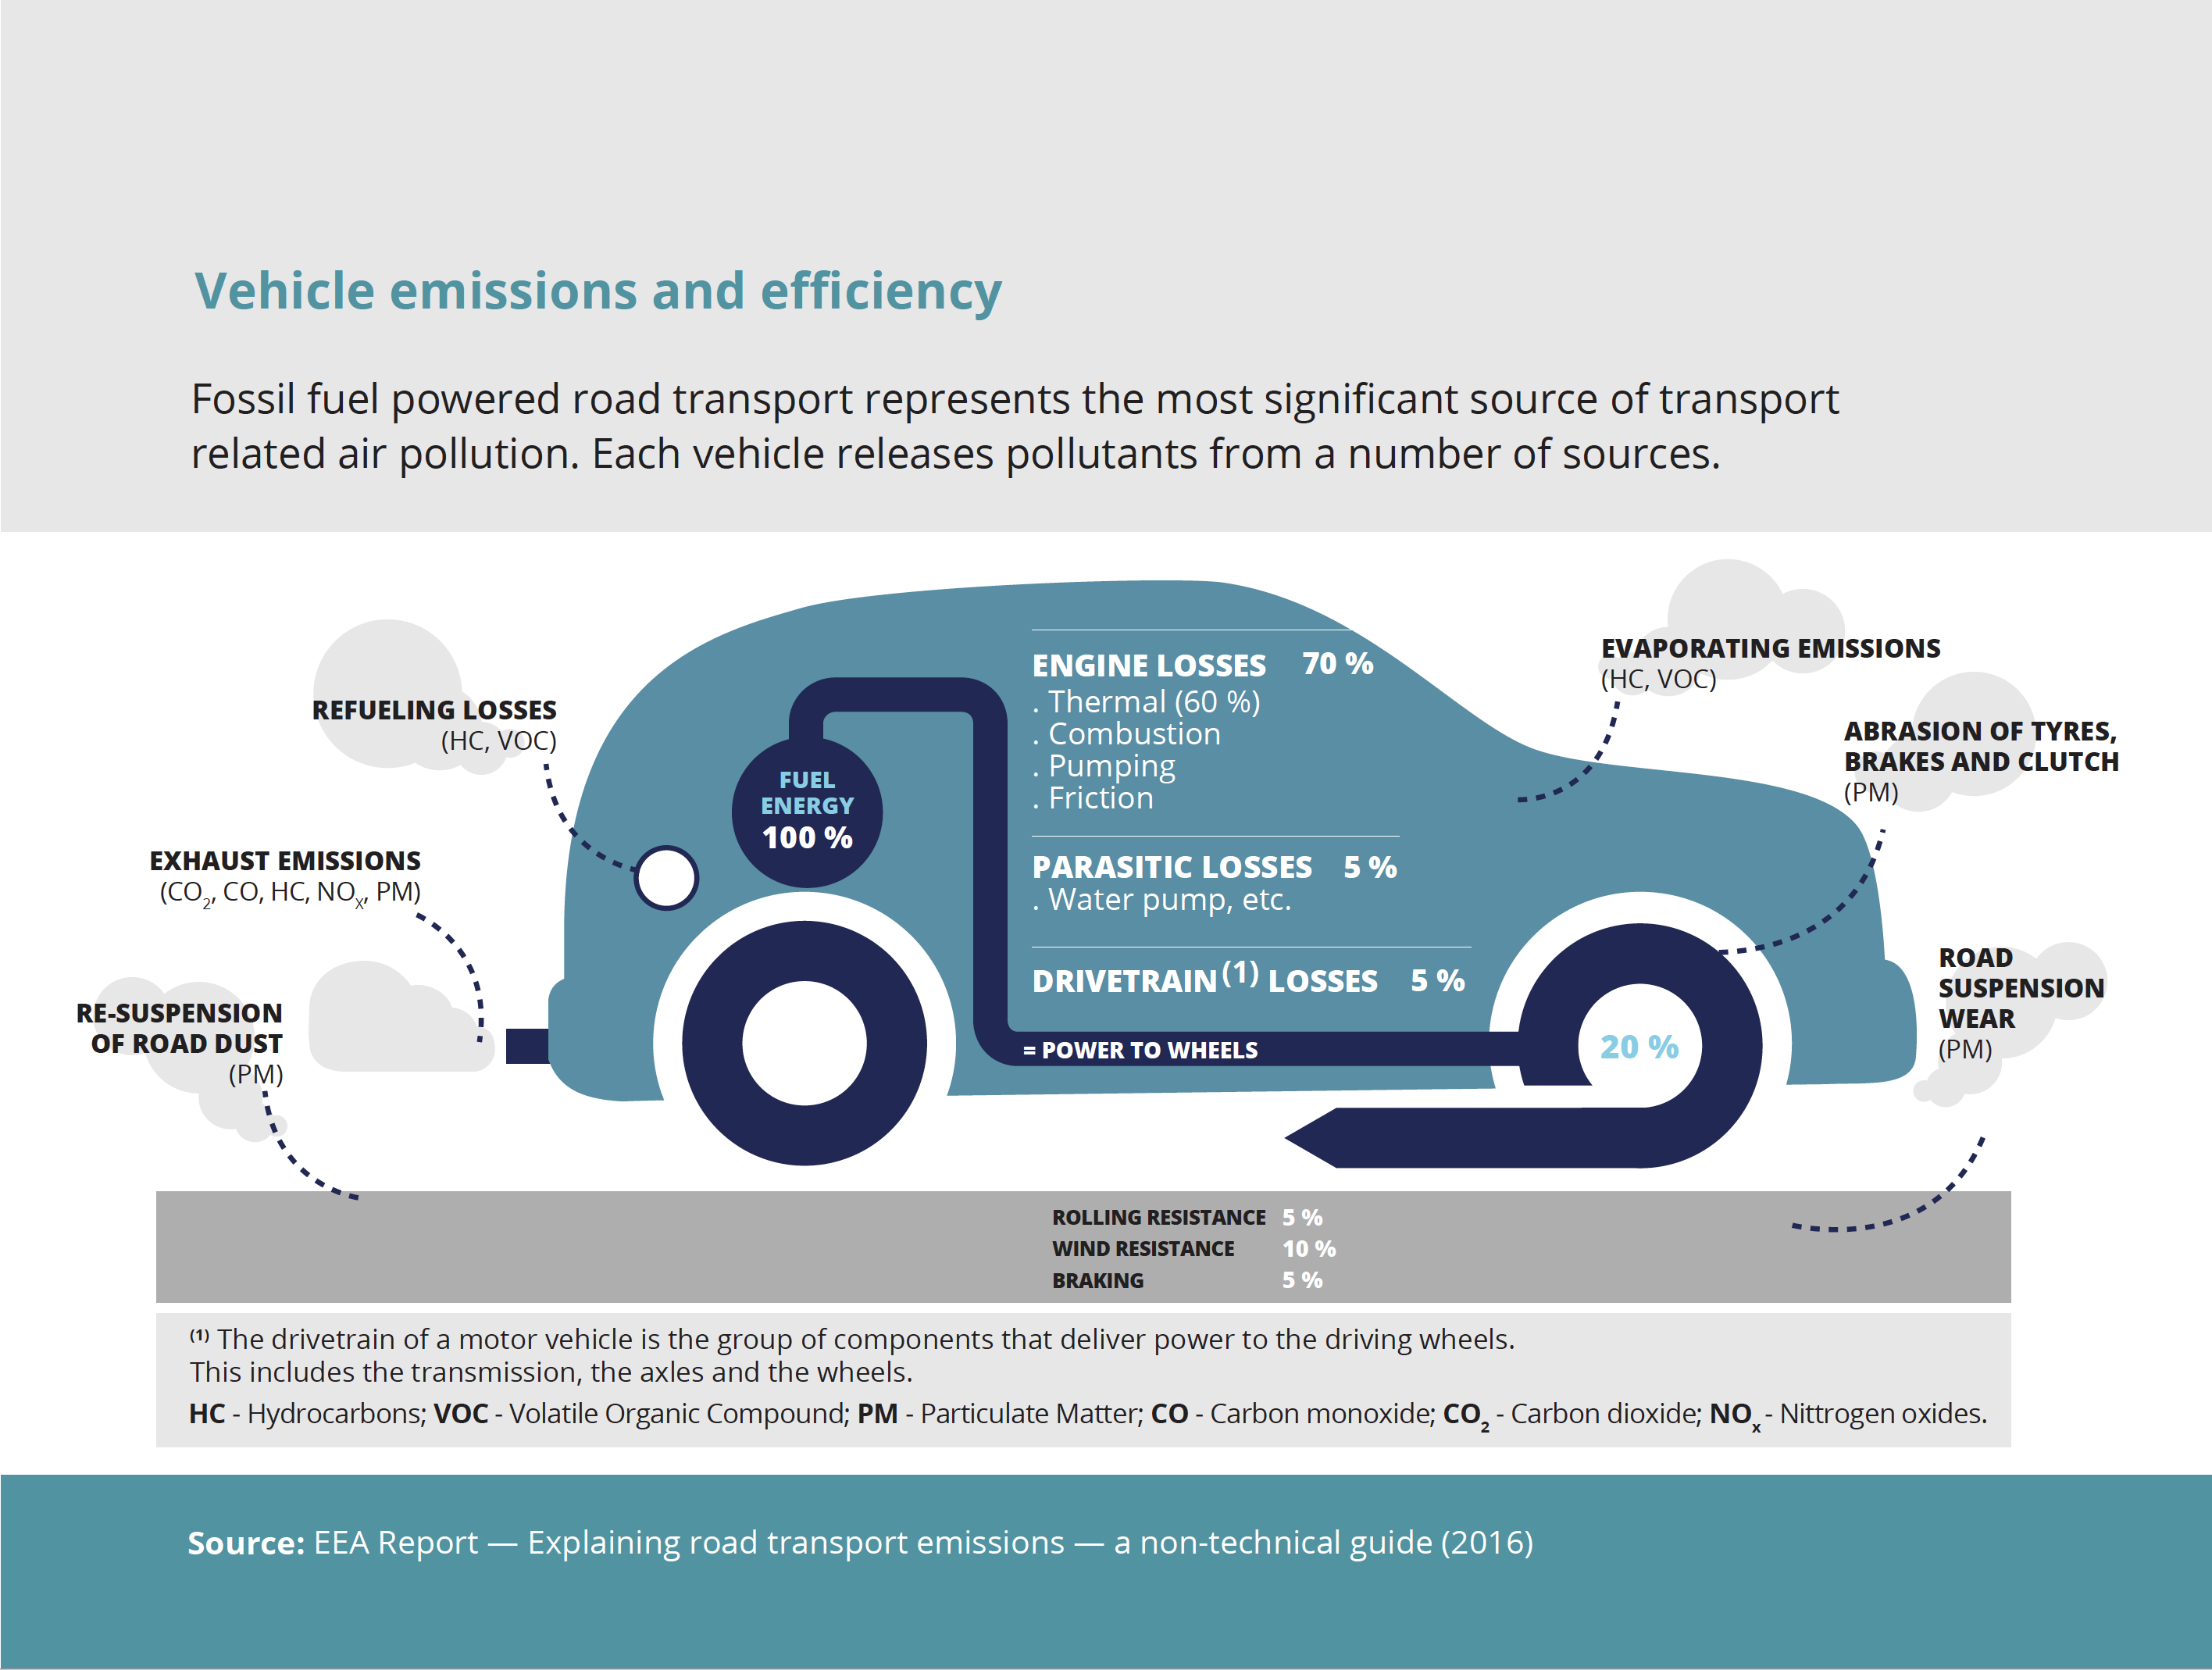 Vehicle emissions and efficiency
Fossil fuel powered road transport represents the most significant source of transport
related air pollution. Each vehicle releases pollutants from a number of sources.
REFUELING LOSSES
(HC, VOC)
EXHAUST EMISSIONS
(CO₂, CO, HC, NOₓ, PM)
RE-SUSPENSION
OF ROAD DUST
(PM)
FUEL
ENERGY
100 %
ENGINE LOSSES 70 %
. Thermal (60 %)
. Combustion
. Pumping
. Friction
PARASITIC LOSSES 5 %
. Water pump, etc.
DRIVETRAIN(1) LOSSES 5 %
= POWER TO WHEELS
20 %
EVAPORATING EMISSIONS
(HC, VOC)
ABRASION OF TYRES,
BRAKES AND CLUTCH
(PM)
ROAD
SUSPENSION
WEAR
(PM)
ROLLING RESISTANCE 5 %
WIND RESISTANCE 10 %
BRAKING 5 %
(1) The drivetrain of a motor vehicle is the group of components that deliver power to the driving wheels.
This includes the transmission, the axles and the wheels.
HC - Hydrocarbons; VOC - Volatile Organic Compound; PM - Particulate Matter; CO - Carbon monoxide; CO₂ - Carbon dioxide; NOₓ - Nittrogen oxides.
Source: EEA Report — Explaining road transport emissions — a non-technical guide (2016)